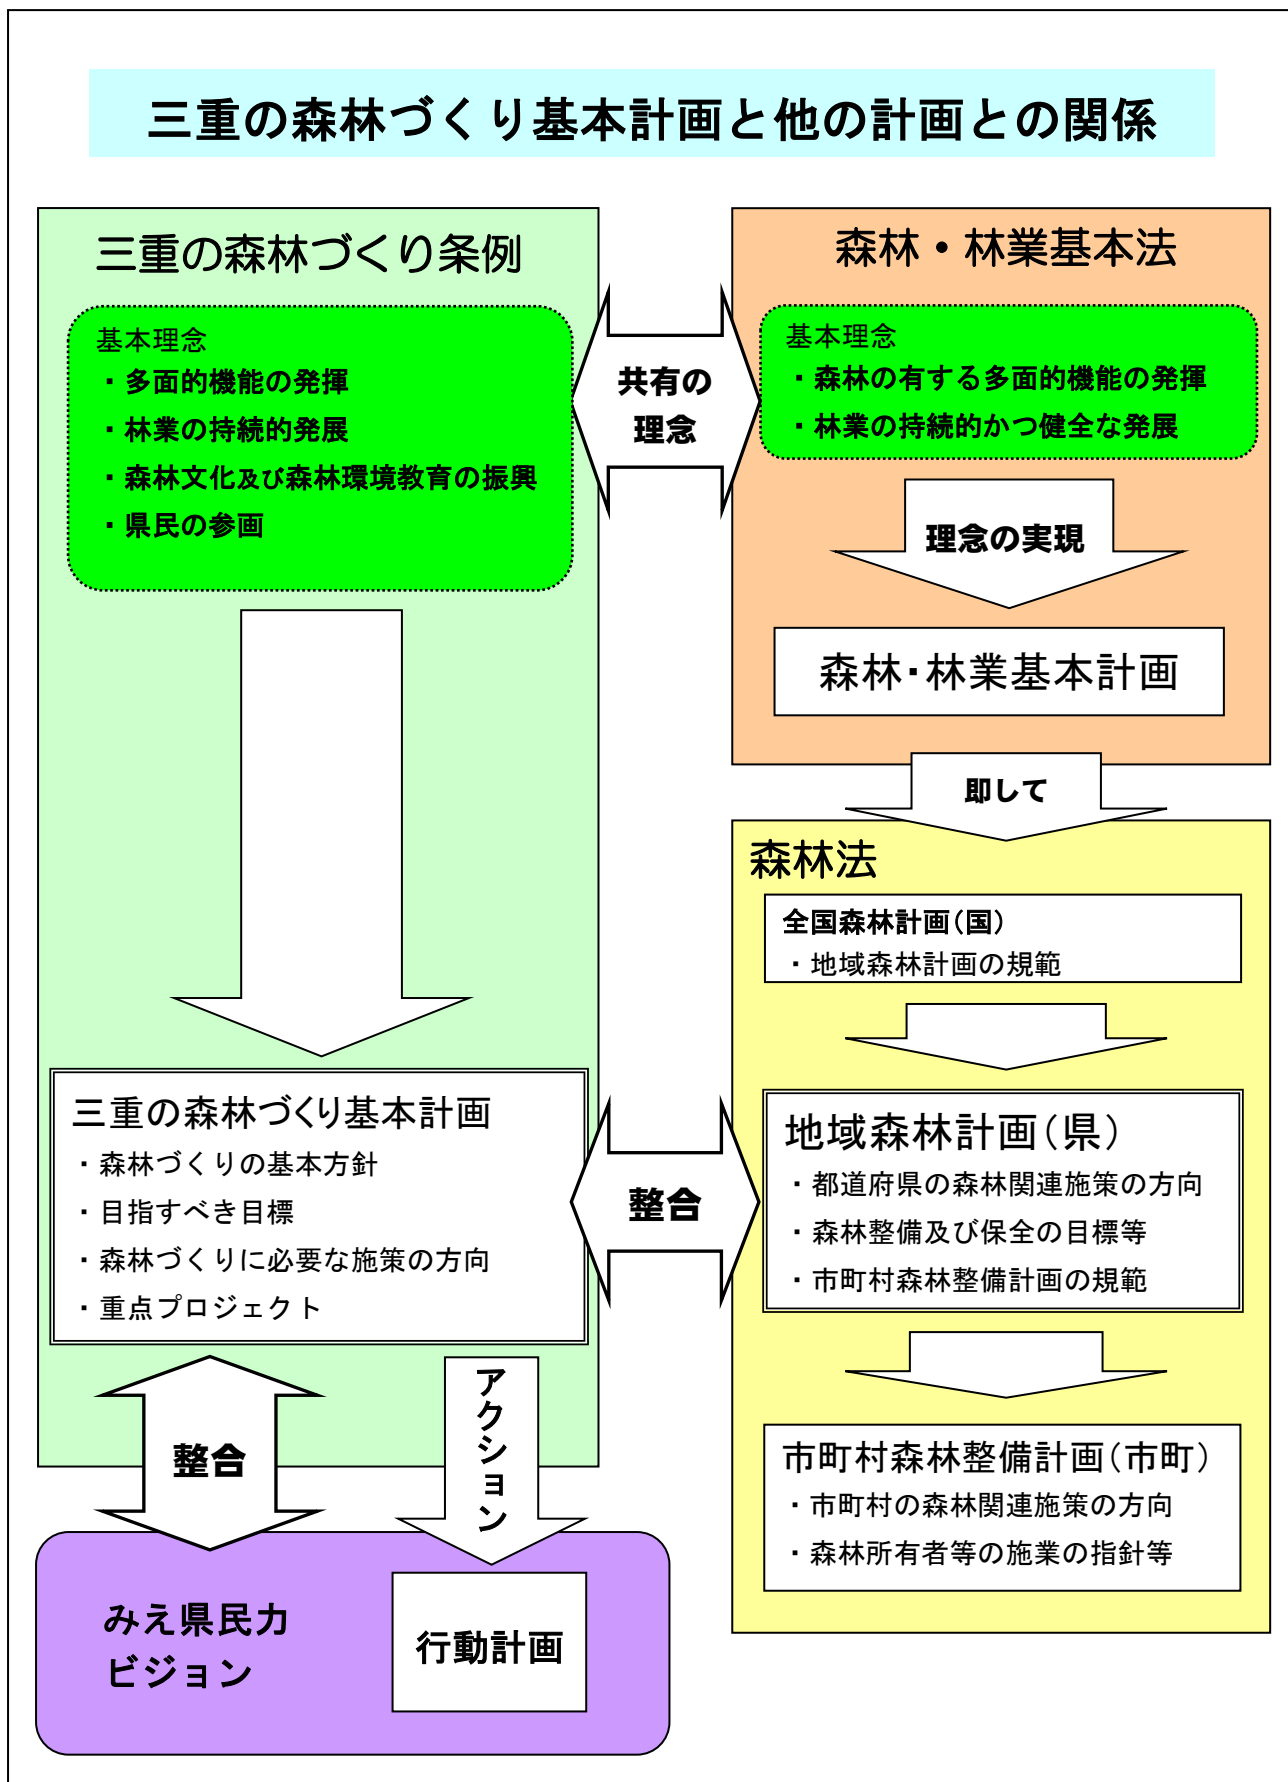 三重の森林づくり基本計画と他の計画との関係
三重の森林づくり条例
基本理念
・多面的機能の発揮
・林業の持続的発展
・森林文化及び森林環境教育の振興
・県民の参画
共有の
理念
森林・林業基本法
基本理念
・森林の有する多面的機能の発揮
・林業の持続的かつ健全な発展
理念の実現
森林・林業基本計画
即して
森林法
全国森林計画(国)
・地域森林計画の規範
三重の森林づくり基本計画
・森林づくりの基本方針
・目指すべき目標
・森林づくりに必要な施策の方向
・重点プロジェクト
整合
地域森林計画(県)
・都道府県の森林関連施策の方向
・森林整備及び保全の目標等
・市町村森林整備計画の規範
整合
アクション
市町村森林整備計画(市町)
・市町村の森林関連施策の方向
・森林所有者等の施業の指針等
みえ県民力
ビジョン
行動計画